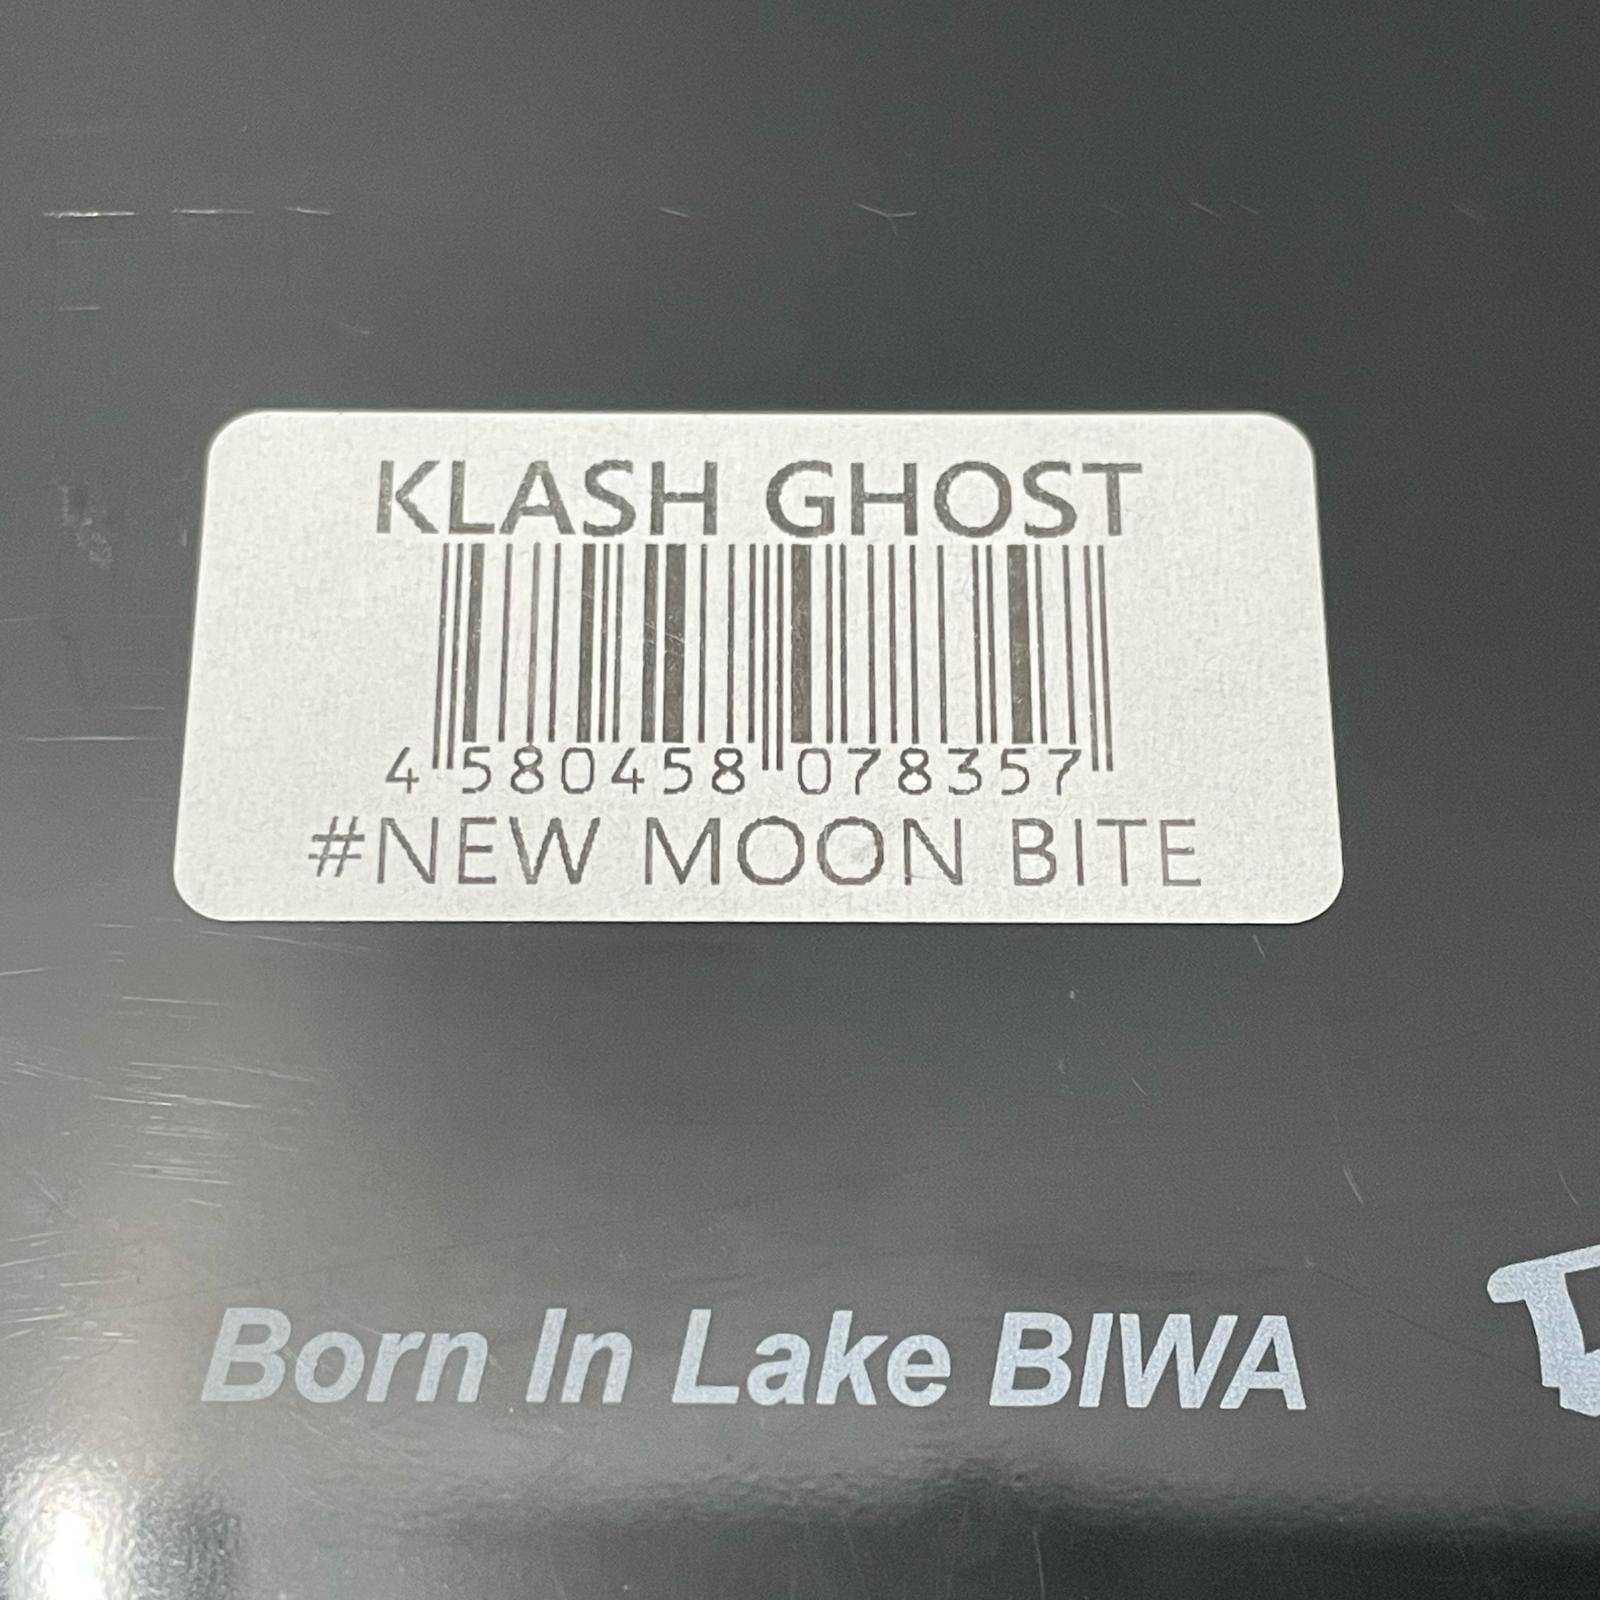 KLASH GHOST
4 580458 078357
#NEW MOON BITE
Born In Lake BIWA